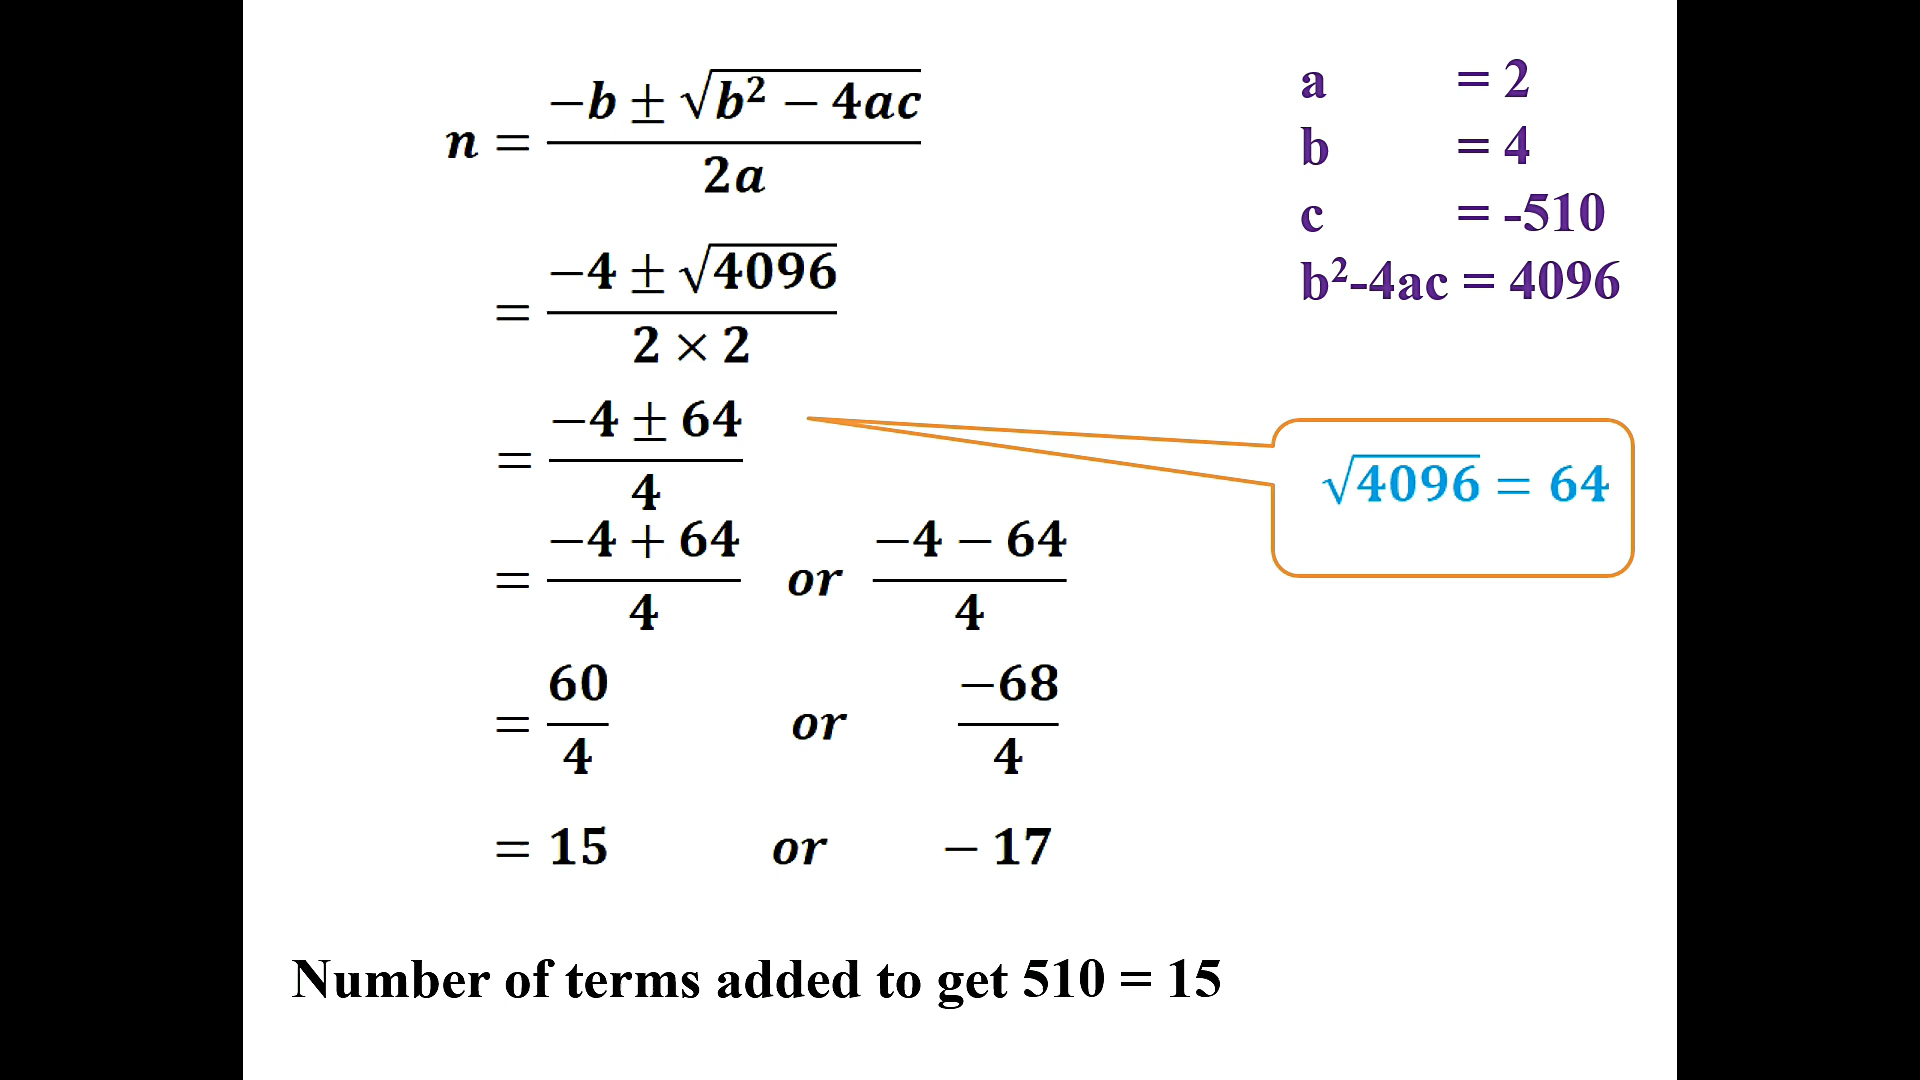 n = (−b ± √(b² − 4ac)) / 2a
a = 2
b = 4
c = -510
b²-4ac = 4096
= (−4 ± √4096) / (2 × 2)
= (−4 ± 64) / 4
√4096 = 64
= (−4 + 64) / 4 or (−4 − 64) / 4
= 60 / 4 or −68 / 4
= 15 or − 17
Number of terms added to get 510 = 15